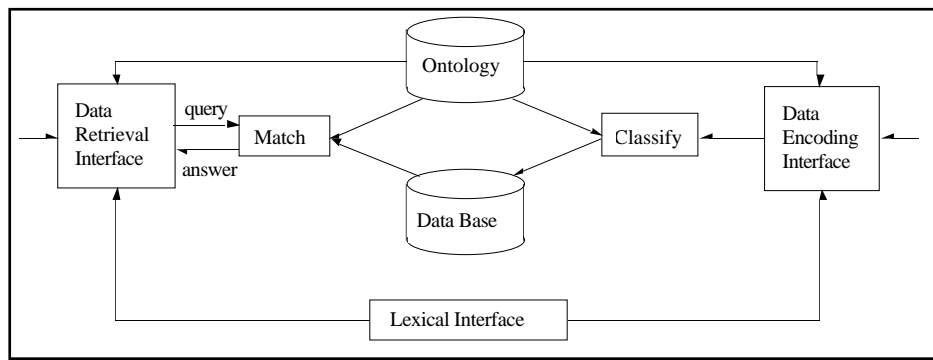 Ontology
Data
Retrieval
Interface
query
answer
Match
Classify
Data
Encoding
Interface
Data Base
Lexical Interface